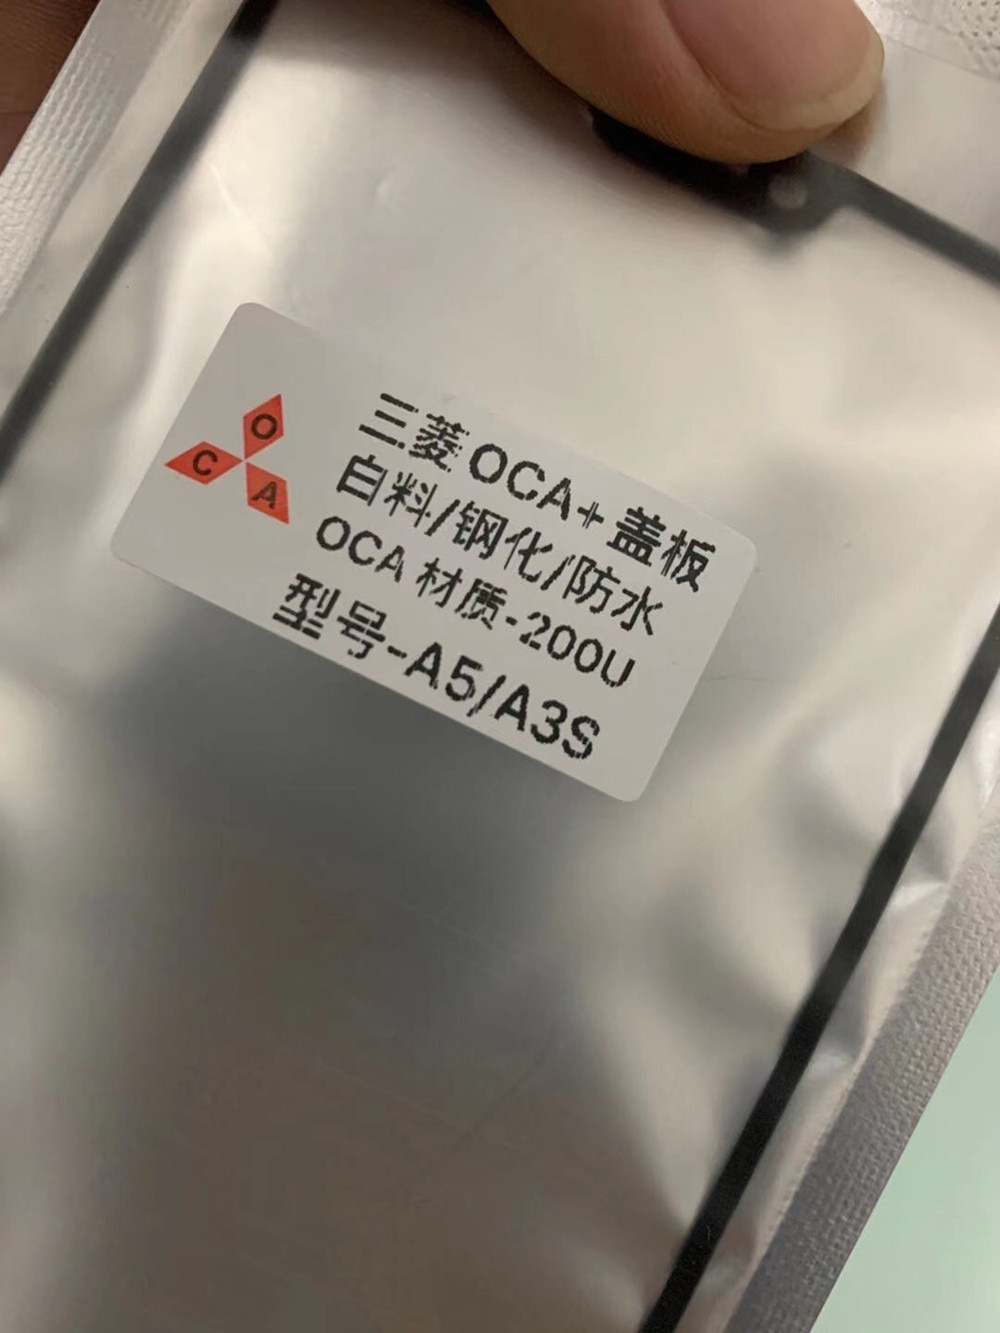 O
C
A
三菱 OCA+ 盖板
白料/钢化/防水
OCA 材质-200U
型号-A5/A3S